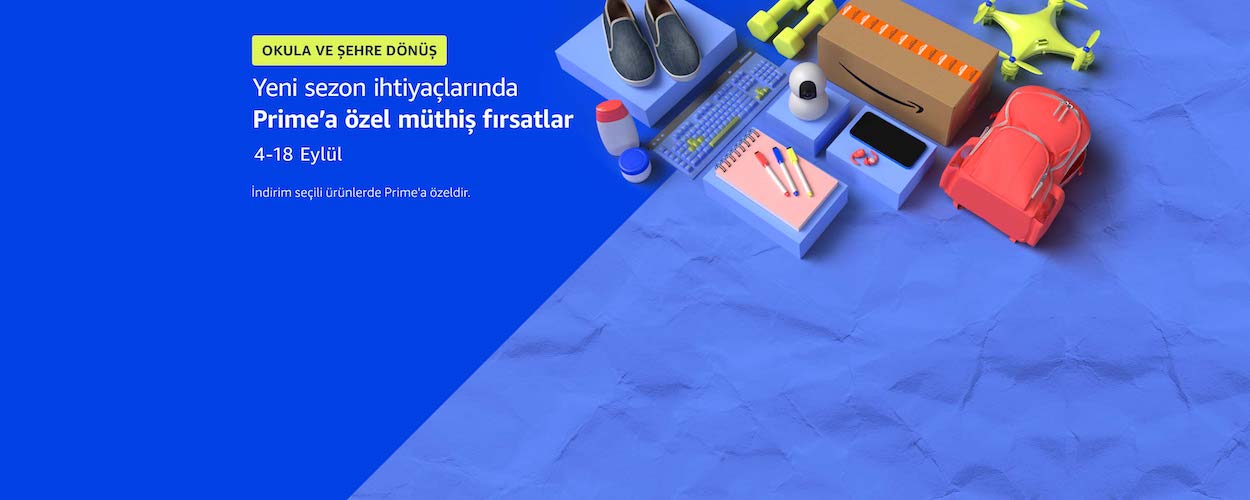 OKULA VE ŞEHRE DÖNÜŞ
Yeni sezon ihtiyaçlarında
Prime’a özel müthiş fırsatlar
4-18 Eylül
İndirim seçili ürünlerde Prime'a özeldir.